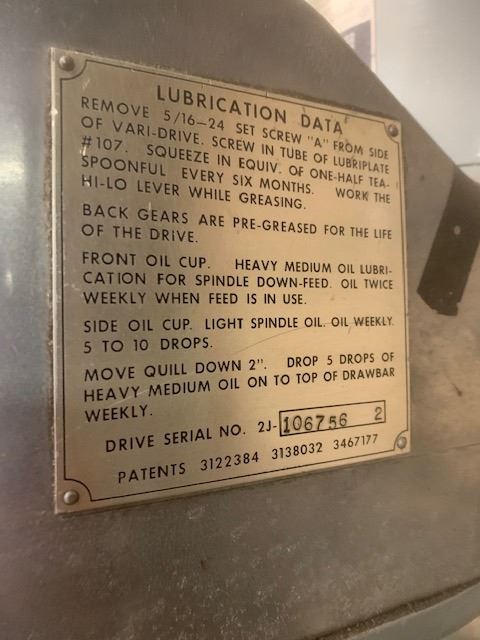 LUBRICATION DATA
REMOVE 5/16-24 SET SCREW "A" FROM SIDE
OF VARI-DRIVE. SCREW IN TUBE OF LUBRIPLATE
#107. SQUEEZE IN EQUIV. OF ONE-HALF TEA-
SPOONFUL EVERY SIX MONTHS. WORK THE
HI-LO LEVER WHILE GREASING.
BACK GEARS ARE PRE-GREASED FOR THE LIFE
OF THE DRIVE.
FRONT OIL CUP. HEAVY MEDIUM OIL LUBRI-
CATION FOR SPINDLE DOWN-FEED. OIL TWICE
WEEKLY WHEN FEED IS IN USE.
SIDE OIL CUP. LIGHT SPINDLE OIL. OIL WEEKLY.
5 TO 10 DROPS.
MOVE QUILL DOWN 2". DROP 5 DROPS OF
HEAVY MEDIUM OIL ON TO TOP OF DRAWBAR
WEEKLY.
DRIVE SERIAL NO. 2J-106756 2
PATENTS 3122384 3138032 3467177